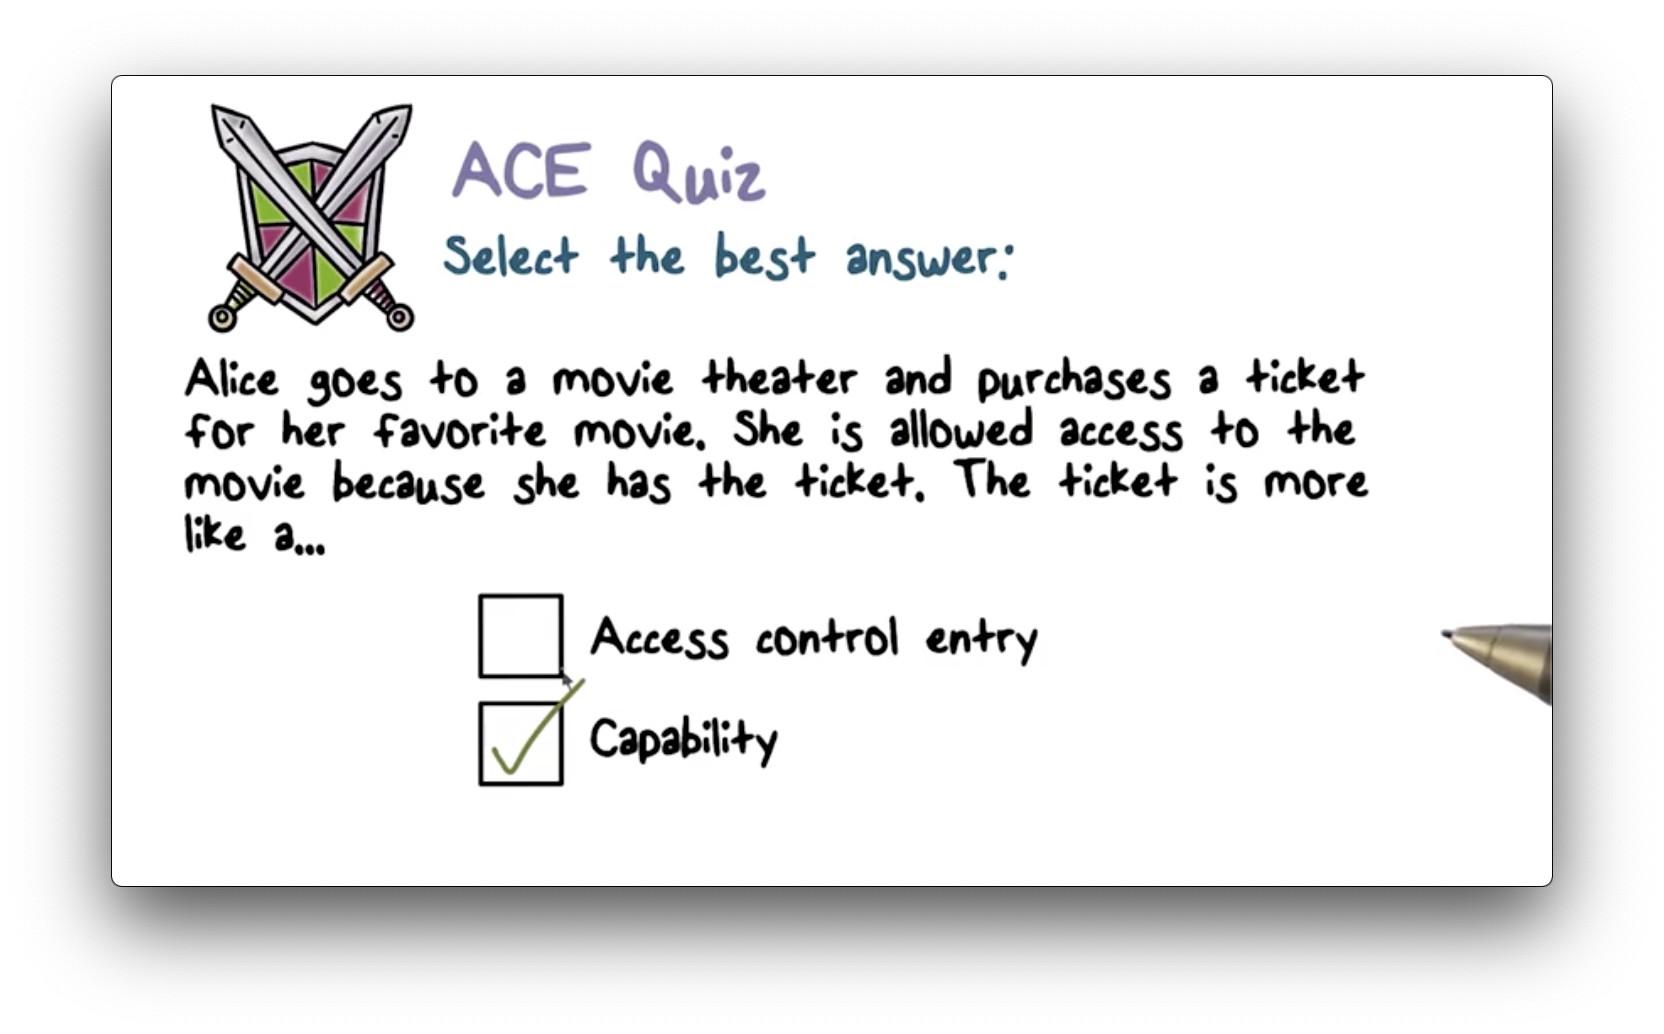 ACE Quiz
Select the best answer:
Alice goes to a movie theater and purchases a ticket
for her favorite movie. She is allowed access to the
movie because she has the ticket. The ticket is more
like a...
Access control entry
Capability